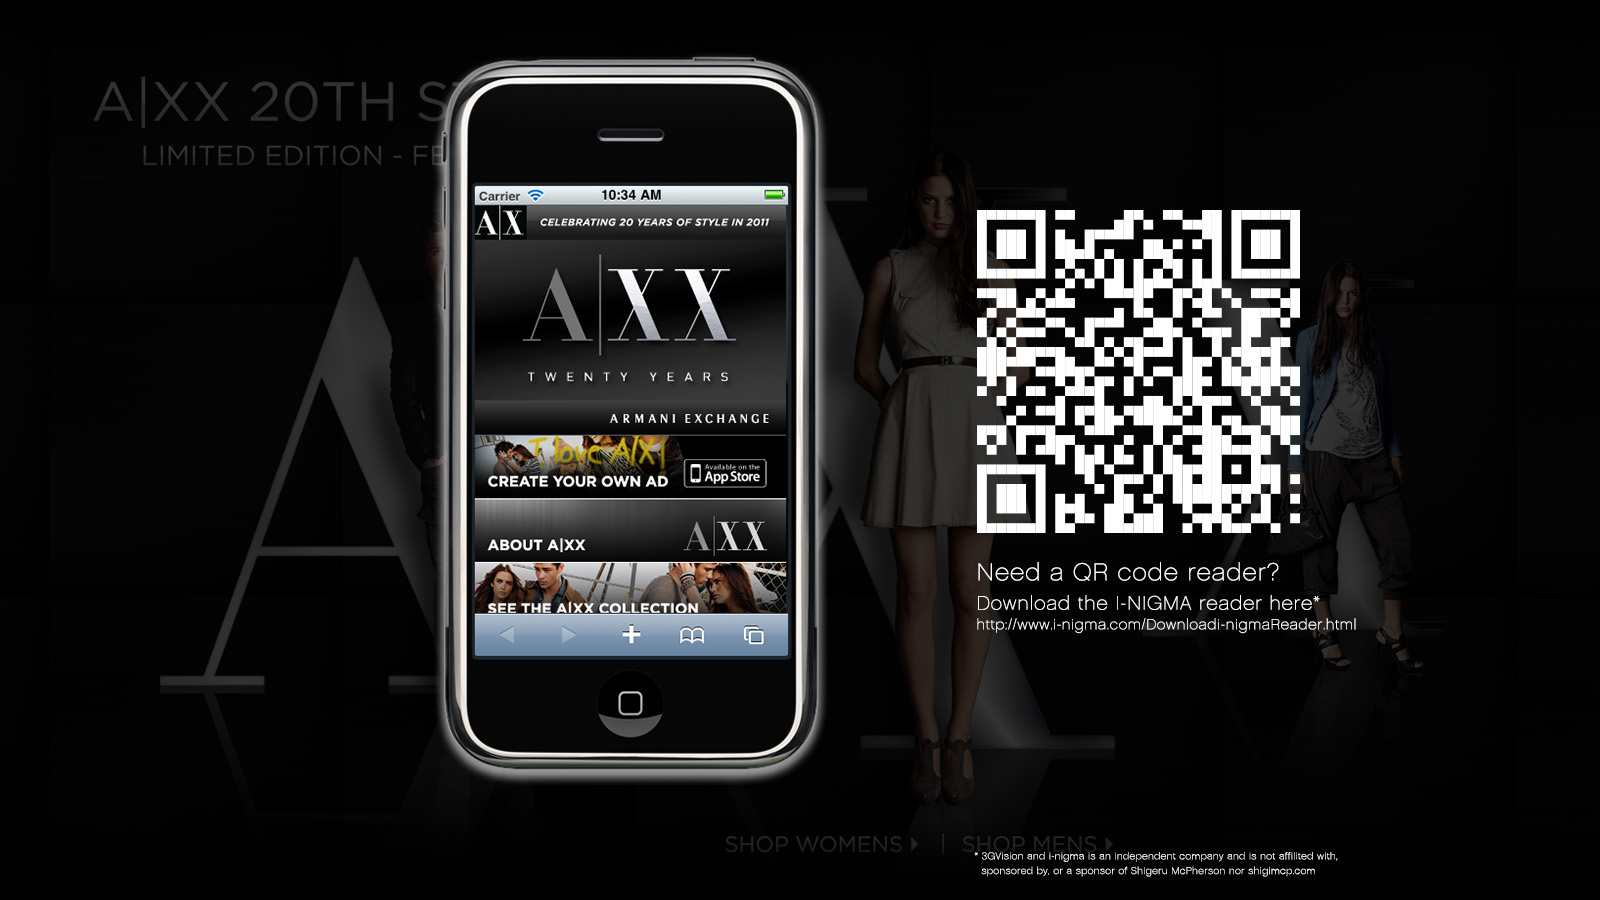 A|XX 20TH
LIMITED EDITION - FE
Carrier
10:34 AM
A|X
CELEBRATING 20 YEARS OF STYLE IN 2011
A|XX
TWENTY YEARS
ARMANI EXCHANGE
I love A|X!
CREATE YOUR OWN AD
Available on the
App Store
ABOUT A|XX
A|XX
SEE THE A|XX COLLECTION
Need a QR code reader?
Download the I-NIGMA reader here*
http://www.i-nigma.com/Downloadi-nigmaReader.html
SHOP WOMENS | SHOP MENS
* 3GVision and I-nigma is an independent company and is not affilited with,
sponsored by, or a sponsor of Shigeru McPherson nor shigimcp.com